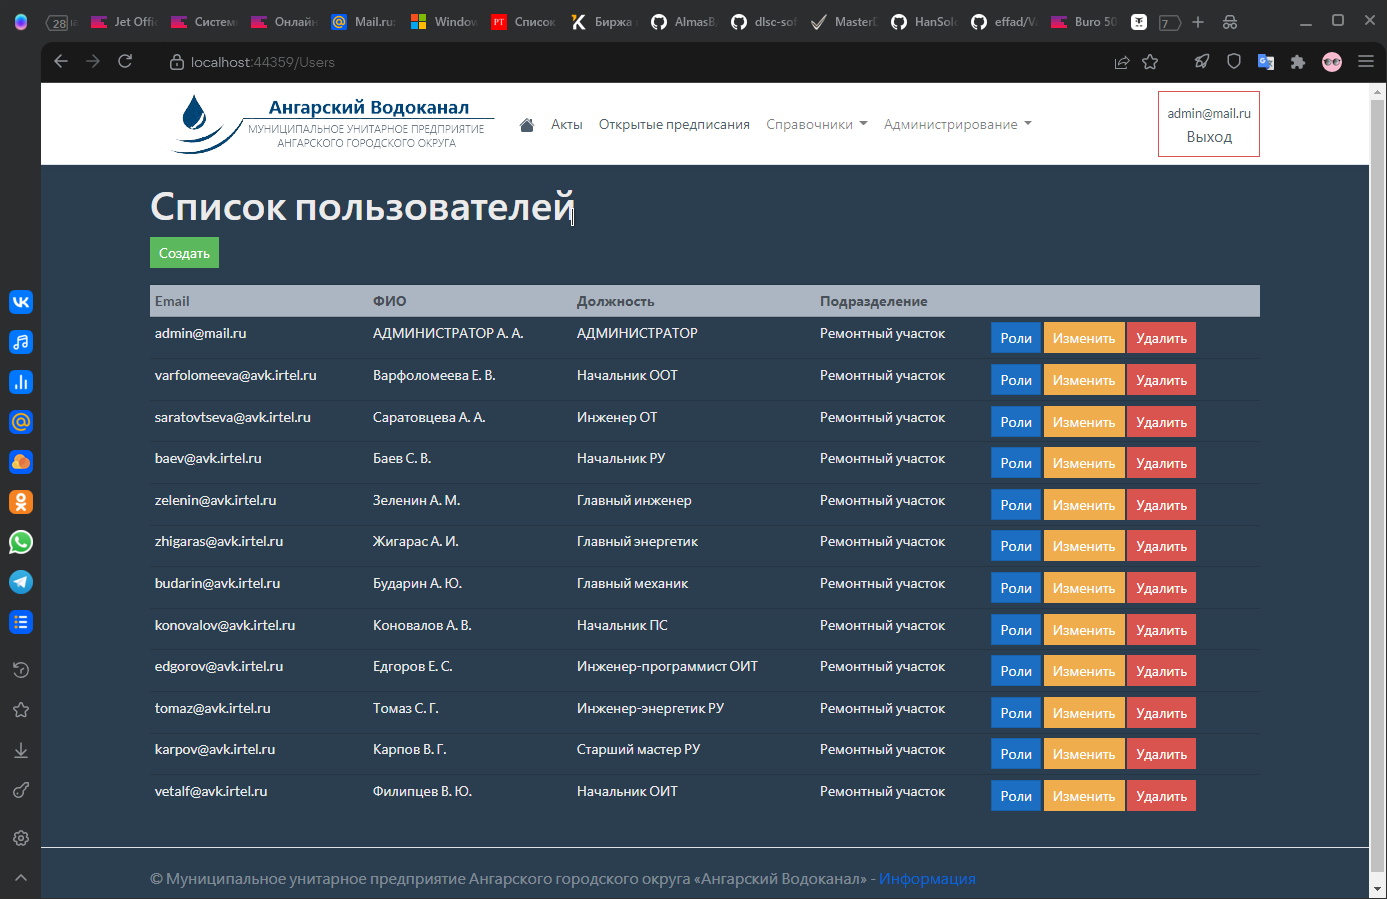 28
Jet Offi
Систем
Онлай
Mail.ru:
Window
Список
Биржа
AlmasB
dlsc-sof
MasterD
HanSolo
effad/V
Buro 50
7
localhost:44359/Users
Ангарский Водоканал
МУНИЦИПАЛЬНОЕ УНИТАРНОЕ ПРЕДПРИЯТИЕ
АНГАРСКОГО ГОРОДСКОГО ОКРУГА
Акты Открытые предписания Справочники Администрирование
admin@mail.ru
Выход
Список пользователей
Создать
Email ФИО Должность Подразделение
admin@mail.ru АДМИНИСТРАТОР А. А. АДМИНИСТРАТОР Ремонтный участок Роли Изменить Удалить
varfolomeeva@avk.irtel.ru Варфоломеева Е. В. Начальник ООТ Ремонтный участок Роли Изменить Удалить
saratovtseva@avk.irtel.ru Саратовцева А. А. Инженер ОТ Ремонтный участок Роли Изменить Удалить
baev@avk.irtel.ru Баев С. В. Начальник РУ Ремонтный участок Роли Изменить Удалить
zelenin@avk.irtel.ru Зеленин А. М. Главный инженер Ремонтный участок Роли Изменить Удалить
zhigaras@avk.irtel.ru Жигарас А. И. Главный энергетик Ремонтный участок Роли Изменить Удалить
budarin@avk.irtel.ru Бударин А. Ю. Главный механик Ремонтный участок Роли Изменить Удалить
konovalov@avk.irtel.ru Коновалов А. В. Начальник ПС Ремонтный участок Роли Изменить Удалить
edgorov@avk.irtel.ru Едгоров Е. С. Инженер-программист ОИТ Ремонтный участок Роли Изменить Удалить
tomaz@avk.irtel.ru Томаз С. Г. Инженер-энергетик РУ Ремонтный участок Роли Изменить Удалить
karpov@avk.irtel.ru Карпов В. Г. Старший мастер РУ Ремонтный участок Роли Изменить Удалить
vetalf@avk.irtel.ru Филипцев В. Ю. Начальник ОИТ Ремонтный участок Роли Изменить Удалить
© Муниципальное унитарное предприятие Ангарского городского округа «Ангарский Водоканал» - Информация